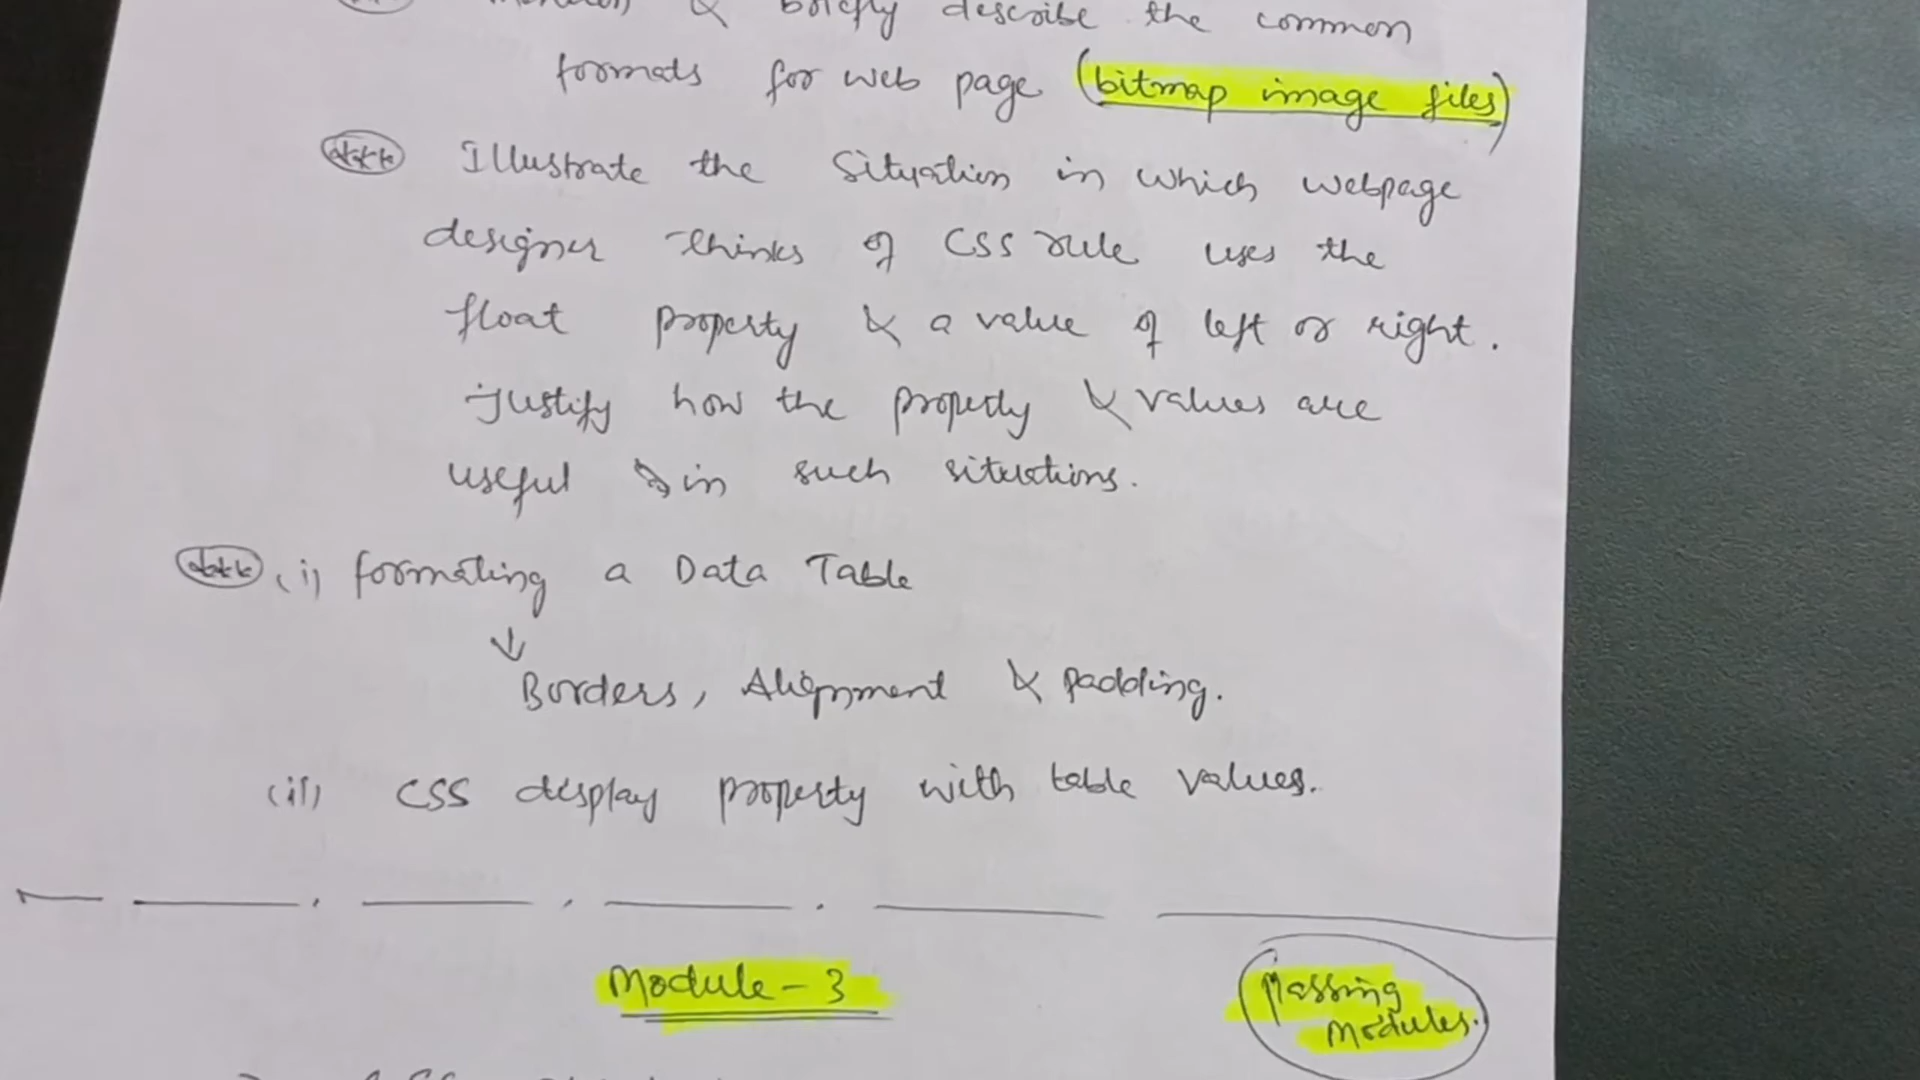 & briefly describe the common
formats for web page (bitmap image files)
*** Illustrate the situation in which webpage
designer thinks of CSS rule uses the
float property & a value of left or right.
Justify how the property & values are
useful in such situations.
*** (i) formating a Data Table
↓
Borders, Alignment & padding.
(ii) CSS display property with table values.
Module - 3
Passing
Modules.